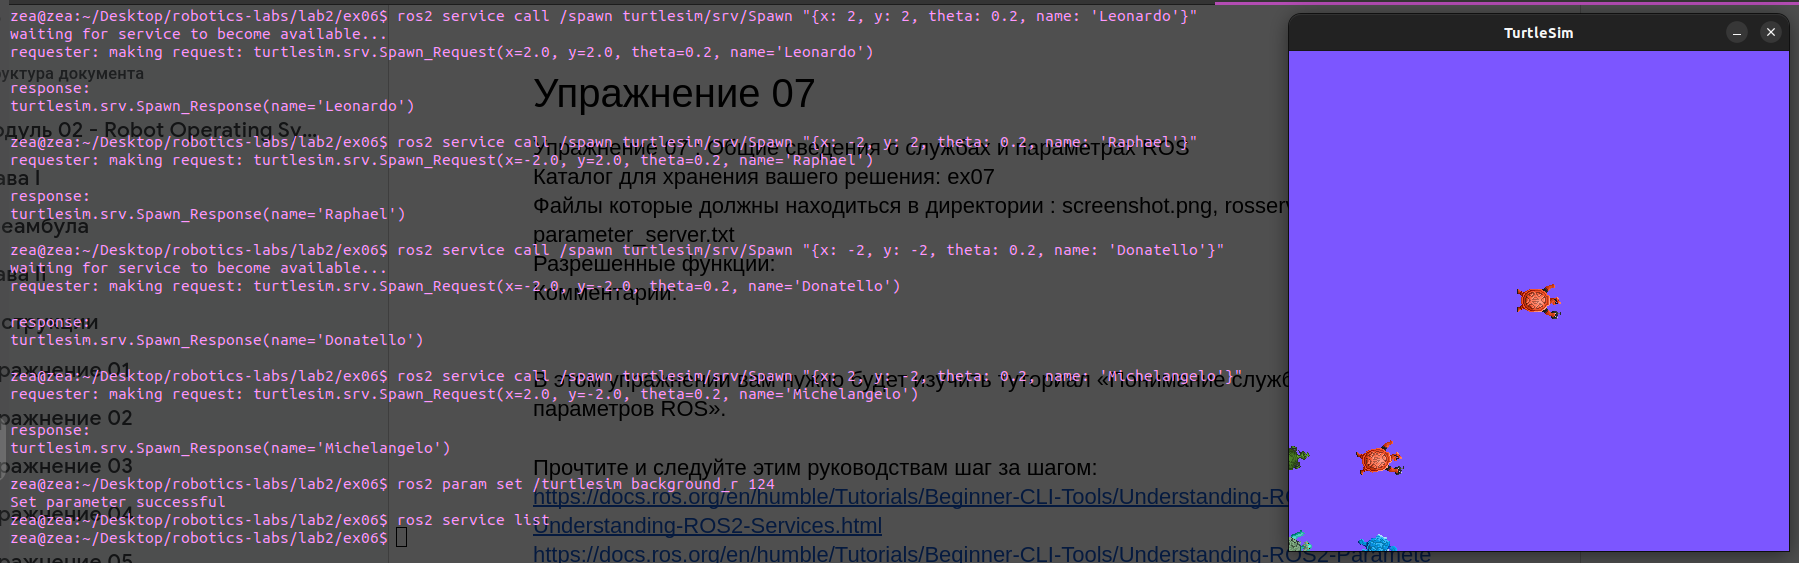 zea@zea:~/Desktop/robotics-labs/lab2/ex06$ ros2 service call /spawn turtlesim/srv/Spawn "{x: 2, y: 2, theta: 0.2, name: 'Leonardo'}"
waiting for service to become available...
requester: making request: turtlesim.srv.Spawn_Request(x=2.0, y=2.0, theta=0.2, name='Leonardo')
response:
turtlesim.srv.Spawn_Response(name='Leonardo')
zea@zea:~/Desktop/robotics-labs/lab2/ex06$ ros2 service call /spawn turtlesim/srv/Spawn "{x: -2, y: 2, theta: 0.2, name: 'Raphael'}"
requester: making request: turtlesim.srv.Spawn_Request(x=-2.0, y=2.0, theta=0.2, name='Raphael')
response:
turtlesim.srv.Spawn_Response(name='Raphael')
zea@zea:~/Desktop/robotics-labs/lab2/ex06$ ros2 service call /spawn turtlesim/srv/Spawn "{x: -2, y: -2, theta: 0.2, name: 'Donatello'}"
waiting for service to become available...
requester: making request: turtlesim.srv.Spawn_Request(x=-2.0, y=-2.0, theta=0.2, name='Donatello')
response:
turtlesim.srv.Spawn_Response(name='Donatello')
zea@zea:~/Desktop/robotics-labs/lab2/ex06$ ros2 service call /spawn turtlesim/srv/Spawn "{x: 2, y: -2, theta: 0.2, name: 'Michelangelo'}"
requester: making request: turtlesim.srv.Spawn_Request(x=2.0, y=-2.0, theta=0.2, name='Michelangelo')
response:
turtlesim.srv.Spawn_Response(name='Michelangelo')
zea@zea:~/Desktop/robotics-labs/lab2/ex06$ ros2 param set /turtlesim background_r 124
Set parameter successful
zea@zea:~/Desktop/robotics-labs/lab2/ex06$ ros2 service list
zea@zea:~/Desktop/robotics-labs/lab2/ex06$
уктура документа
одуль 02 - Robot Operating Sy...
ава I
еамбула
ава II
струкции
ражнение 01
ражнение 02
ражнение 03
ражнение 04
ражнение 05
Упражнение 07
Упражнение 07 : Общие сведения о службах и параметрах ROS
Каталог для хранения вашего решения: ex07
Файлы которые должны находиться в директории : screenshot.png, rosserv
parameter_server.txt
Разрешенные функции:
Комментарии:
В этом упражнении вам нужно будет изучить туториал «Понимание служб
параметров ROS».
Прочтите и следуйте этим руководствам шаг за шагом:
https://docs.ros.org/en/humble/Tutorials/Beginner-CLI-Tools/Understanding-RO
Understanding-ROS2-Services.html
https://docs.ros.org/en/humble/Tutorials/Beginner-CLI-Tools/Understanding-ROS2-Paramete
TurtleSim